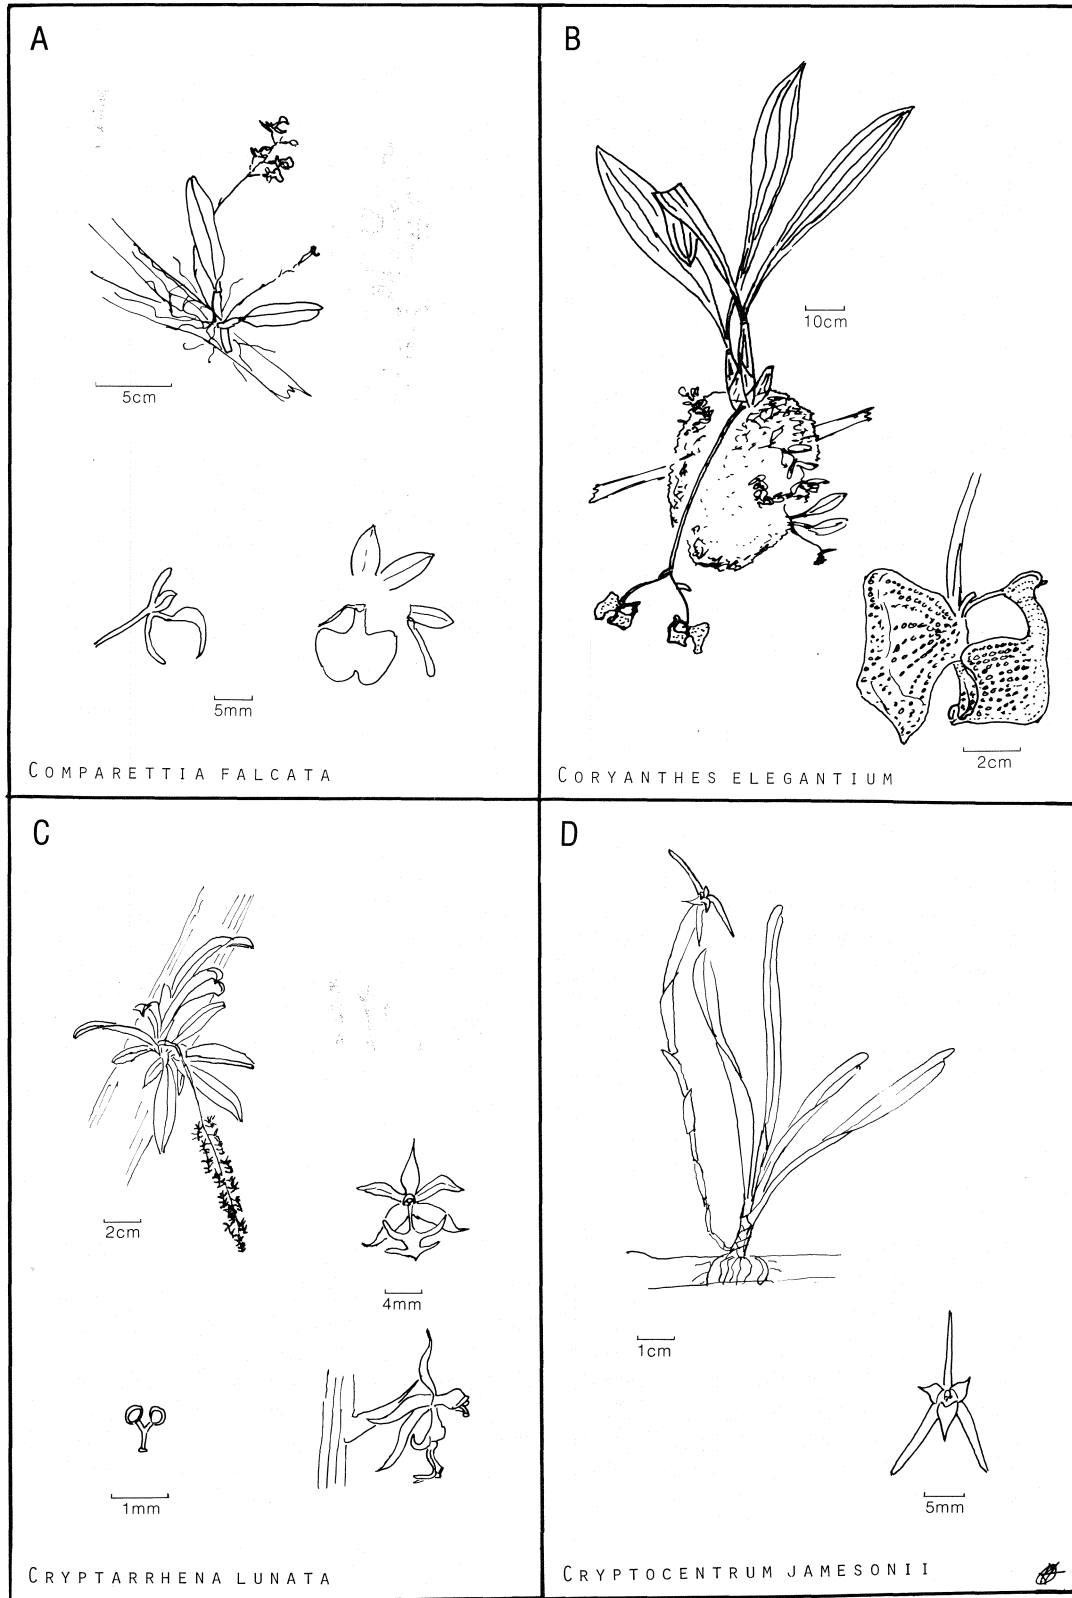 A
5cm
5mm
COMPARETTIA FALCATA
B
10cm
2cm
CORYANTHES ELEGANTIUM
C
2cm
4mm
1mm
CRYPTARRHENA LUNATA
D
1cm
5mm
CRYPTOCENTRUM JAMESONII